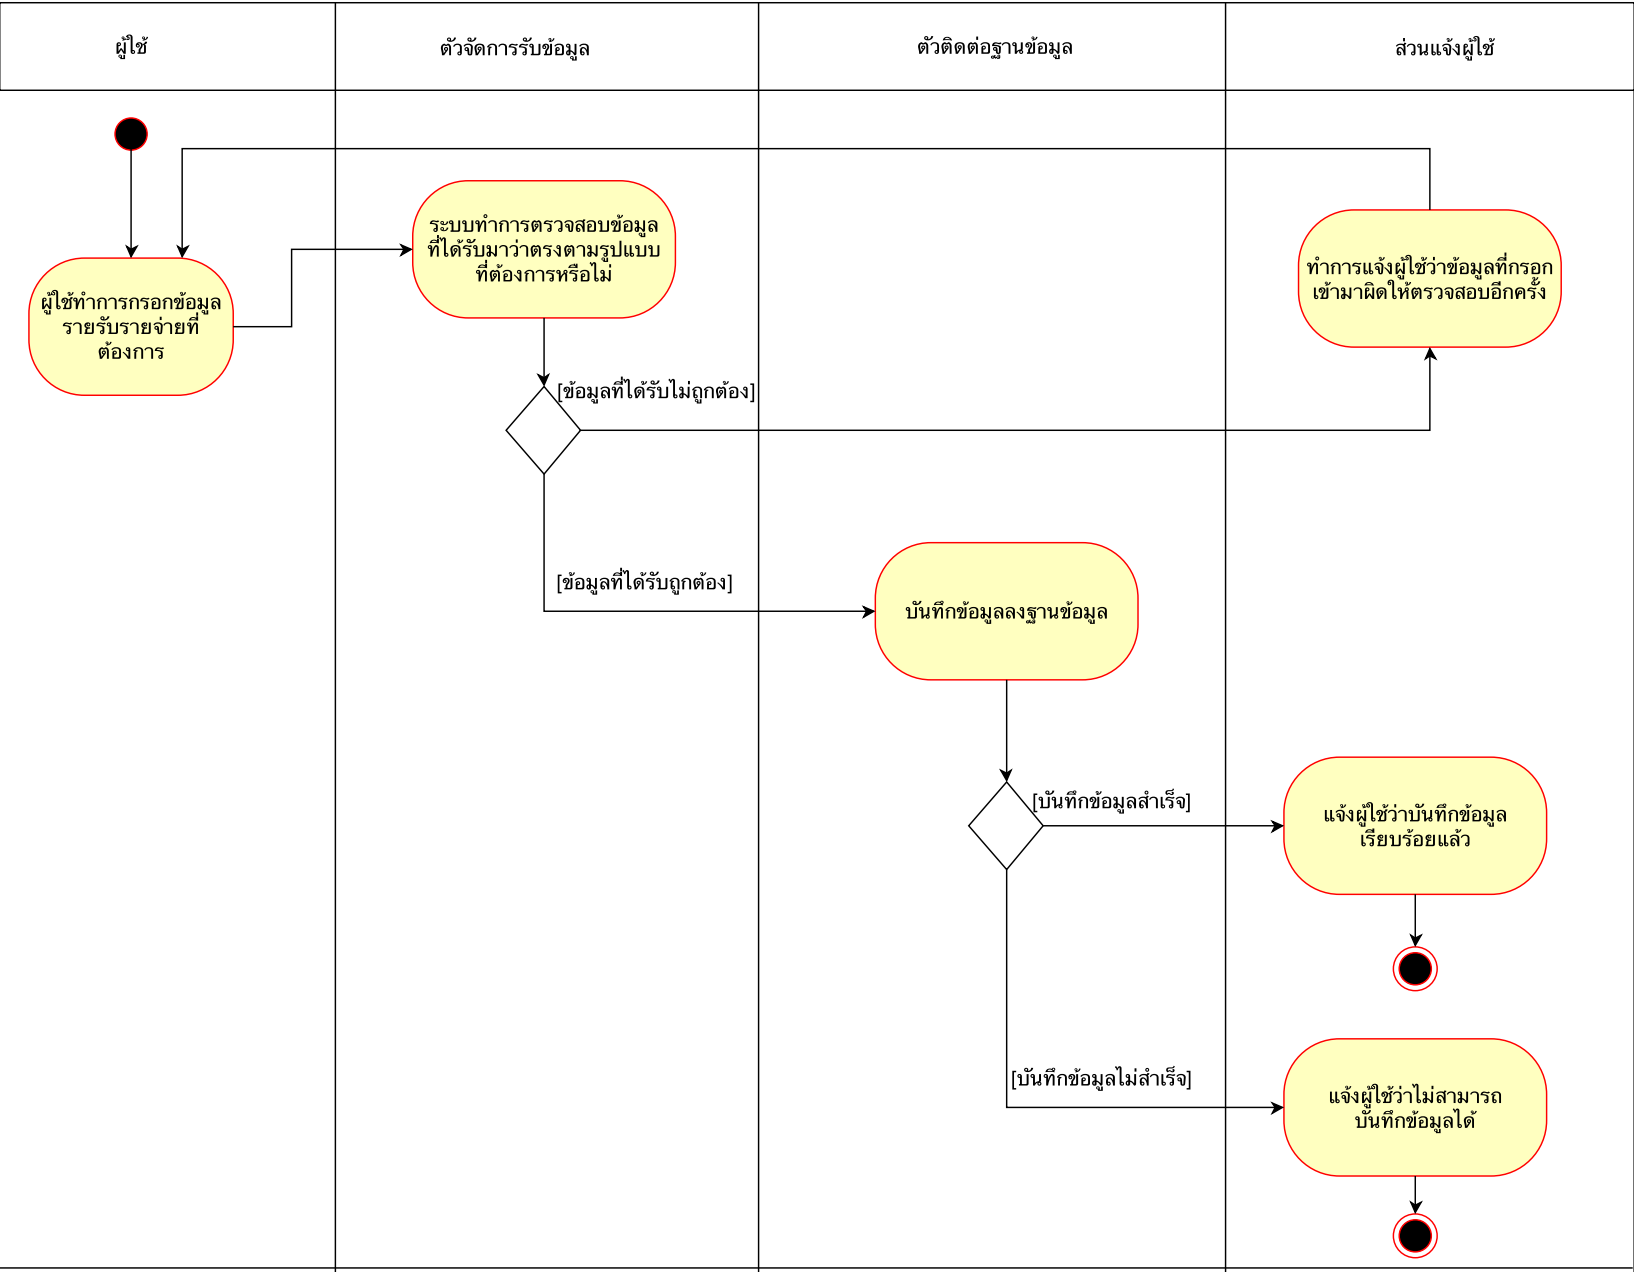 ผู้ใช้
ตัวจัดการรับข้อมูล
ตัวติดต่อฐานข้อมูล
ส่วนแจ้งผู้ใช้
ผู้ใช้ทำการกรอกข้อมูล
รายรับรายจ่ายที่
ต้องการ
ระบบทำการตรวจสอบข้อมูล
ที่ได้รับมาว่าตรงตามรูปแบบ
ที่ต้องการหรือไม่
ทำการแจ้งผู้ใช้ว่าข้อมูลที่กรอก
เข้ามาผิดให้ตรวจสอบอีกครั้ง
[ข้อมูลที่ได้รับไม่ถูกต้อง]
[ข้อมูลที่ได้รับถูกต้อง]
บันทึกข้อมูลลงฐานข้อมูล
[บันทึกข้อมูลสำเร็จ]
แจ้งผู้ใช้ว่าบันทึกข้อมูล
เรียบร้อยแล้ว
[บันทึกข้อมูลไม่สำเร็จ]
แจ้งผู้ใช้ว่าไม่สามารถ
บันทึกข้อมูลได้